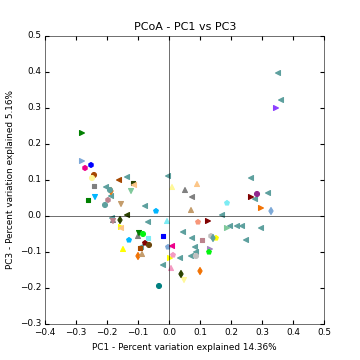 PCoA - PC1 vs PC3
0.5
0.4
0.3
0.2
0.1
0.0
−0.1
−0.2
−0.3
PC3 - Percent variation explained 5.16%
−0.4 −0.3 −0.2 −0.1 0.0 0.1 0.2 0.3 0.4 0.5
PC1 - Percent variation explained 14.36%